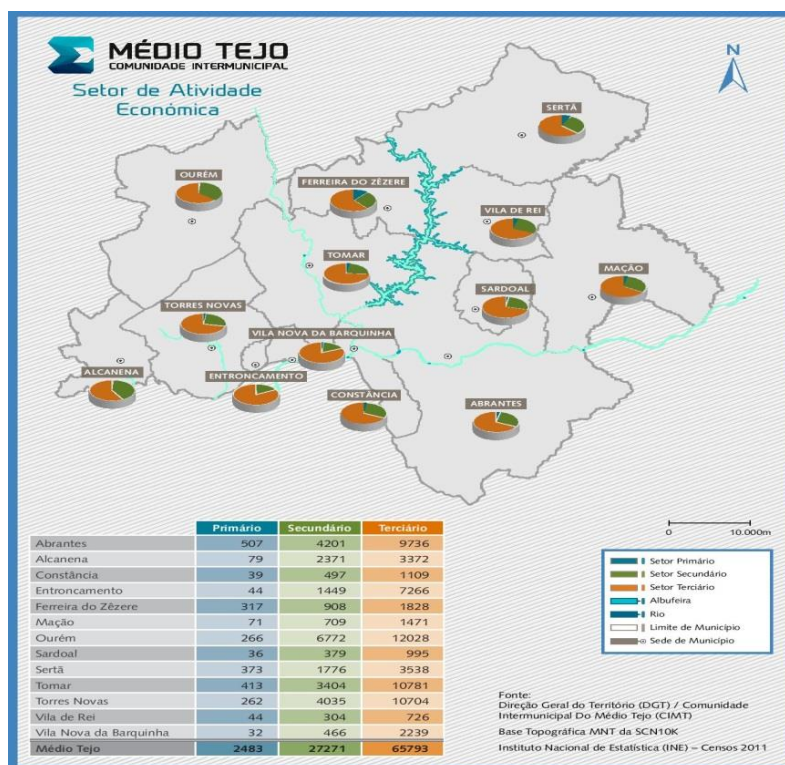 MÉDIO TEJO
COMUNIDADE INTERMUNICIPAL
Setor de Atividade
Económica
N
SERTÃ
OURÉM
FERREIRA DO ZÊZERE
VILA DE REI
TOMAR
MAÇÃO
SARDOAL
TORRES NOVAS
VILA NOVA DA BARQUINHA
ALCANENA
ENTRONCAMENTO
CONSTÂNCIA
ABRANTES
Primário Secundário Terciário
Abrantes 507 4201 9736
Alcanena 79 2371 3372
Constância 39 497 1109
Entroncamento 44 1449 7266
Ferreira do Zêzere 317 908 1828
Mação 71 709 1471
Ourém 266 6772 12028
Sardoal 36 379 995
Sertã 373 1776 3538
Tomar 413 3404 10781
Torres Novas 262 4035 10704
Vila de Rei 44 304 726
Vila Nova da Barquinha 32 466 2239
Médio Tejo 2483 27271 65793
0 10.000m
Setor Primário
Setor Secundário
Setor Terciário
Albufeira
Rio
Limite de Município
Sede de Município
Fonte:
Direção Geral do Território (DGT) / Comunidade
Intermunicipal Do Médio Tejo (CIMT)
Base Topográfica MNT da SCN10K
Instituto Nacional de Estatística (INE) – Censos 2011